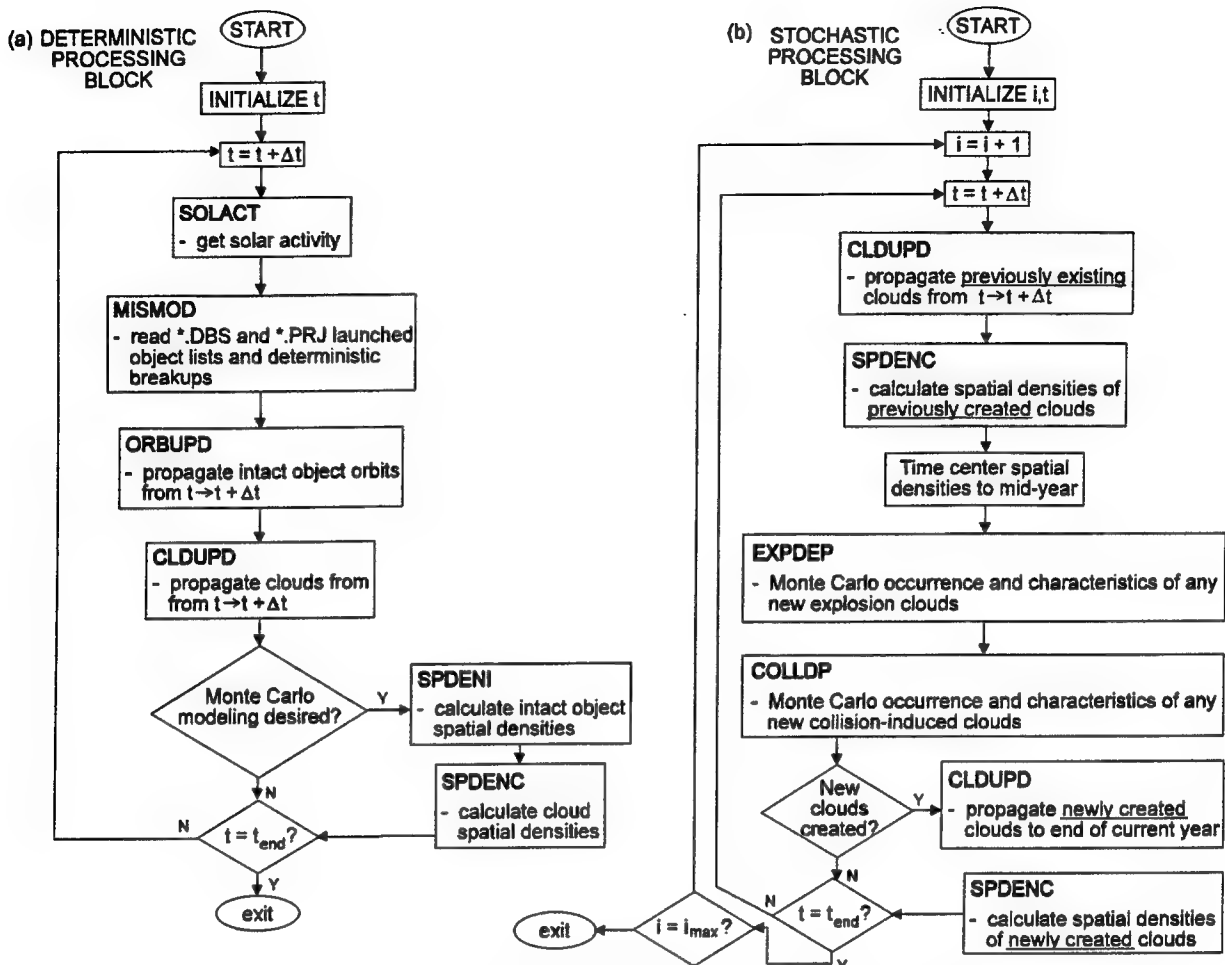 (a) DETERMINISTIC
PROCESSING
BLOCK
START
INITIALIZE t
t = t + Δt
SOLACT
- get solar activity
MISMOD
- read *.DBS and *.PRJ launched
object lists and deterministic
breakups
ORBUPD
- propagate intact object orbits
from t→t + Δt
CLDUPD
- propagate clouds from
from t→t + Δt
Monte Carlo
modeling desired?
Y
SPDENI
- calculate intact object
spatial densities
SPDENC
- calculate cloud
spatial densities
N
N
t = tend?
Y
exit
(b) STOCHASTIC
PROCESSING
BLOCK
START
INITIALIZE i,t
i = i + 1
t = t + Δt
CLDUPD
- propagate previously existing
clouds from t→t + Δt
SPDENC
- calculate spatial densities of
previously created clouds
Time center spatial
densities to mid-year
EXPDEP
- Monte Carlo occurrence and characteristics of any
new explosion clouds
COLLDP
- Monte Carlo occurrence and characteristics of any
new collision-induced clouds
New
clouds
created?
Y
CLDUPD
- propagate newly created
clouds to end of current year
N
SPDENC
- calculate spatial densities
of newly created clouds
N
t = tend?
Y
i = imax?
exit